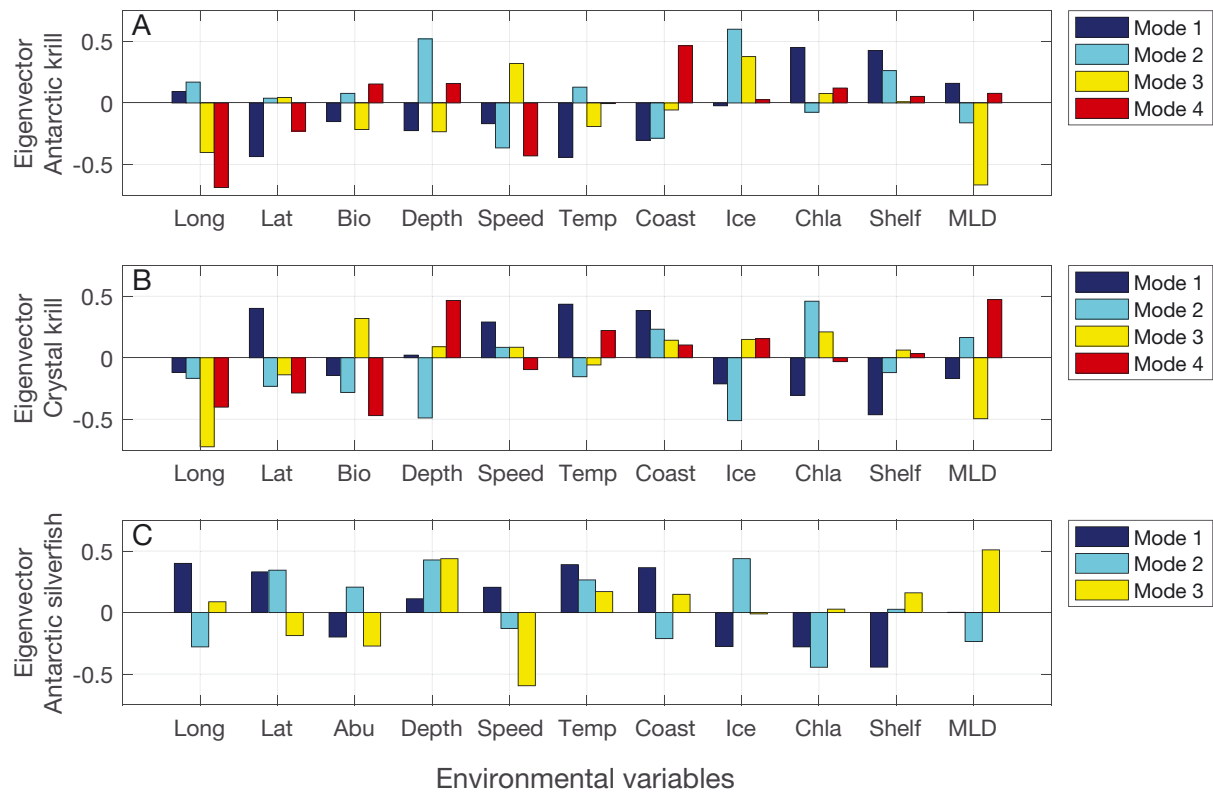 A
Eigenvector
Antarctic krill
0.5
0
-0.5
Long Lat Bio Depth Speed Temp Coast Ice Chla Shelf MLD
Mode 1
Mode 2
Mode 3
Mode 4
B
Eigenvector
Crystal krill
0.5
0
-0.5
Long Lat Bio Depth Speed Temp Coast Ice Chla Shelf MLD
Mode 1
Mode 2
Mode 3
Mode 4
C
Eigenvector
Antarctic silverfish
0.5
0
-0.5
Long Lat Abu Depth Speed Temp Coast Ice Chla Shelf MLD
Mode 1
Mode 2
Mode 3
Environmental variables